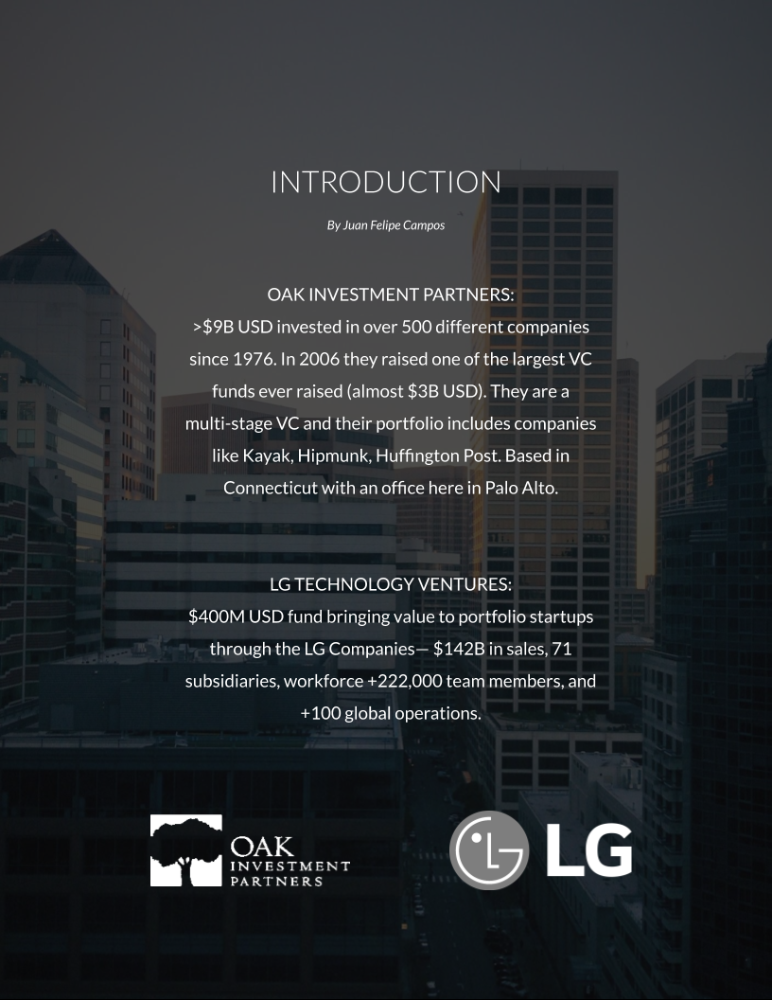 INTRODUCTION
By Juan Felipe Campos
OAK INVESTMENT PARTNERS:
>$9B USD invested in over 500 different companies
since 1976. In 2006 they raised one of the largest VC
funds ever raised (almost $3B USD). They are a
multi-stage VC and their portfolio includes companies
like Kayak, Hipmunk, Huffington Post. Based in
Connecticut with an office here in Palo Alto.
LG TECHNOLOGY VENTURES:
$400M USD fund bringing value to portfolio startups
through the LG Companies— $142B in sales, 71
subsidiaries, workforce +222,000 team members, and
+100 global operations.
OAK
INVESTMENT
PARTNERS
LG